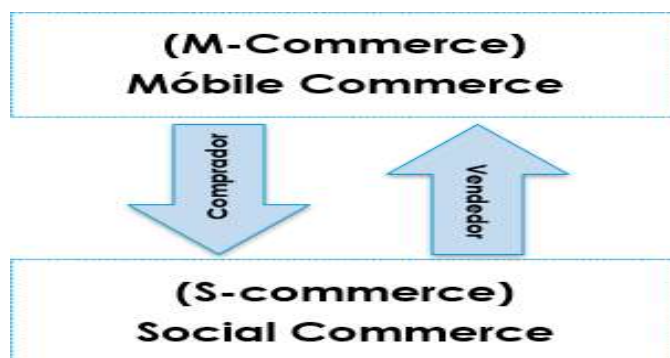 (M-Commerce)
Móbile Commerce
Comprador
Vendedor
(S-commerce)
Social Commerce